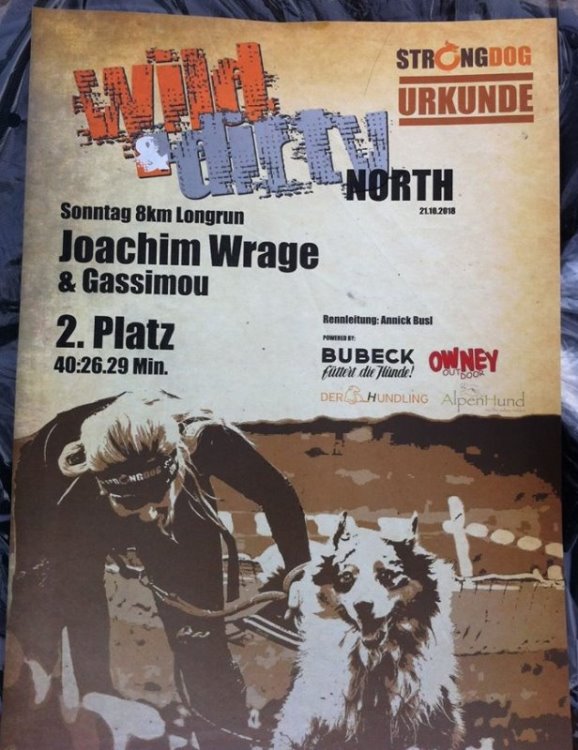 STRONGDOG
URKUNDE
wild
& dirty
NORTH
21.10.2018
Sonntag 8km Longrun
Joachim Wrage
& Gassimou
2. Platz
40:26.29 Min.
Rennleitung: Annick Busl
POWERED BY:
BUBECK
füttert die Hunde!
OWNEY
OUTDOOR
DER HUNDLING
AlpenHund
STRONGDOG